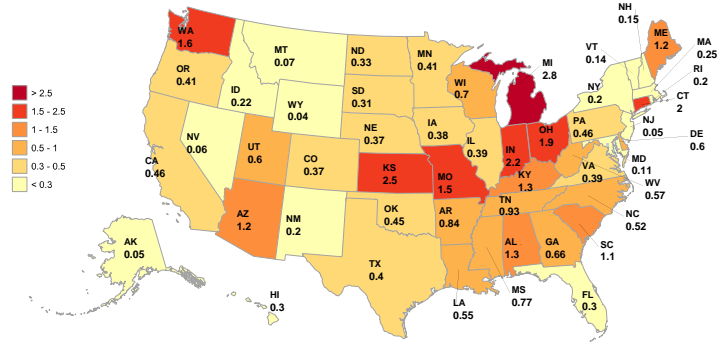 > 2.5
1.5 - 2.5
1 - 1.5
0.5 - 1
0.3 - 0.5
< 0.3
WA
1.6
OR
0.41
CA
0.46
NV
0.06
ID
0.22
MT
0.07
WY
0.04
UT
0.6
AZ
1.2
CO
0.37
NM
0.2
ND
0.33
SD
0.31
NE
0.37
KS
2.5
OK
0.45
TX
0.4
MN
0.41
IA
0.38
MO
1.5
AR
0.84
LA
0.55
WI
0.7
IL
0.39
MI
2.8
IN
2.2
OH
1.9
KY
1.3
TN
0.93
MS
0.77
AL
1.3
GA
0.66
FL
0.3
SC
1.1
NC
0.52
VA
0.39
WV
0.57
MD
0.11
DE
0.6
PA
0.46
NJ
0.05
NY
0.2
CT
2
RI
0.2
MA
0.25
VT
0.14
NH
0.15
ME
1.2
AK
0.05
HI
0.3